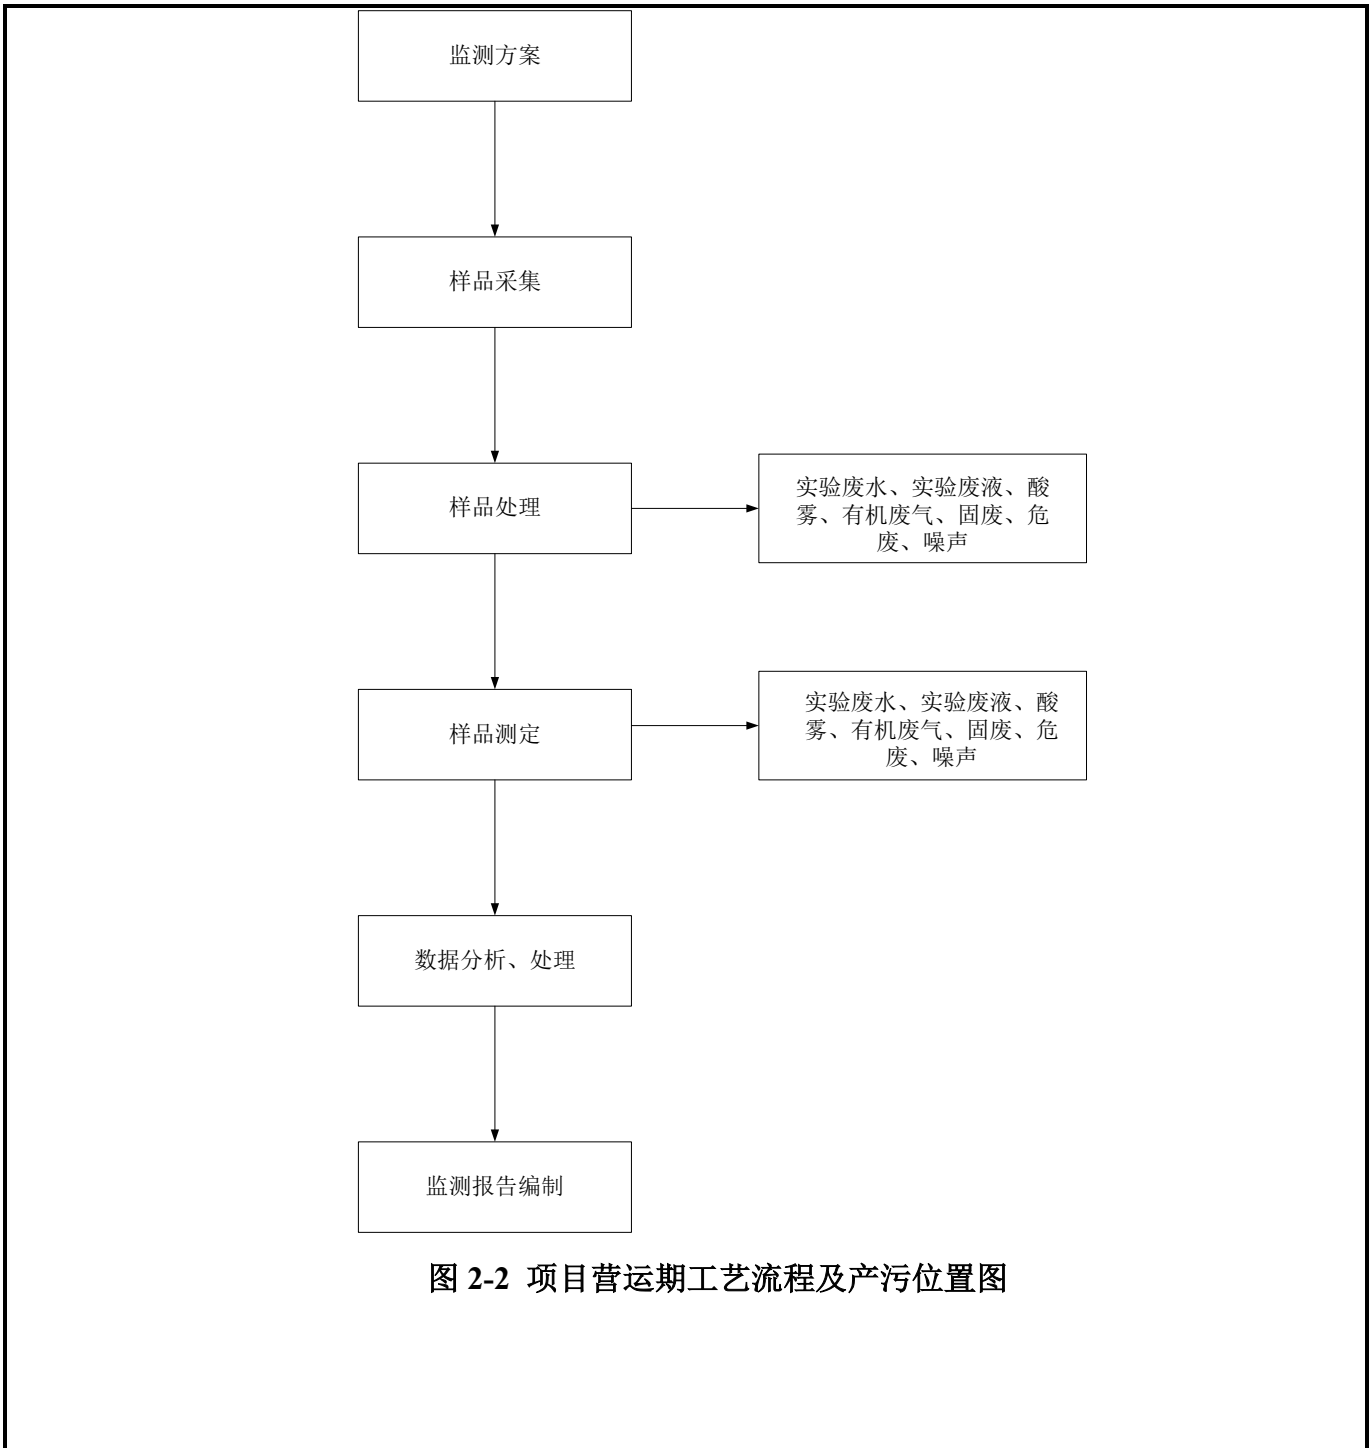 监测方案
样品采集
样品处理
实验废水、实验废液、酸
雾、有机废气、固废、危
废、噪声
样品测定
实验废水、实验废液、酸
雾、有机废气、固废、危
废、噪声
数据分析、处理
监测报告编制
图 2-2 项目营运期工艺流程及产污位置图